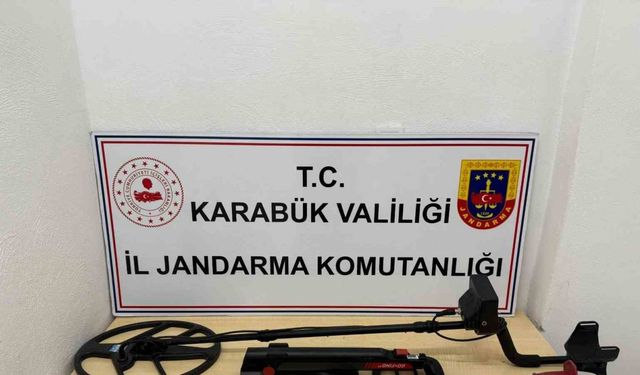 T.C.
KARABÜK VALİLİĞİ
İL JANDARMA KOMUTANLIĞI
JANDARMA